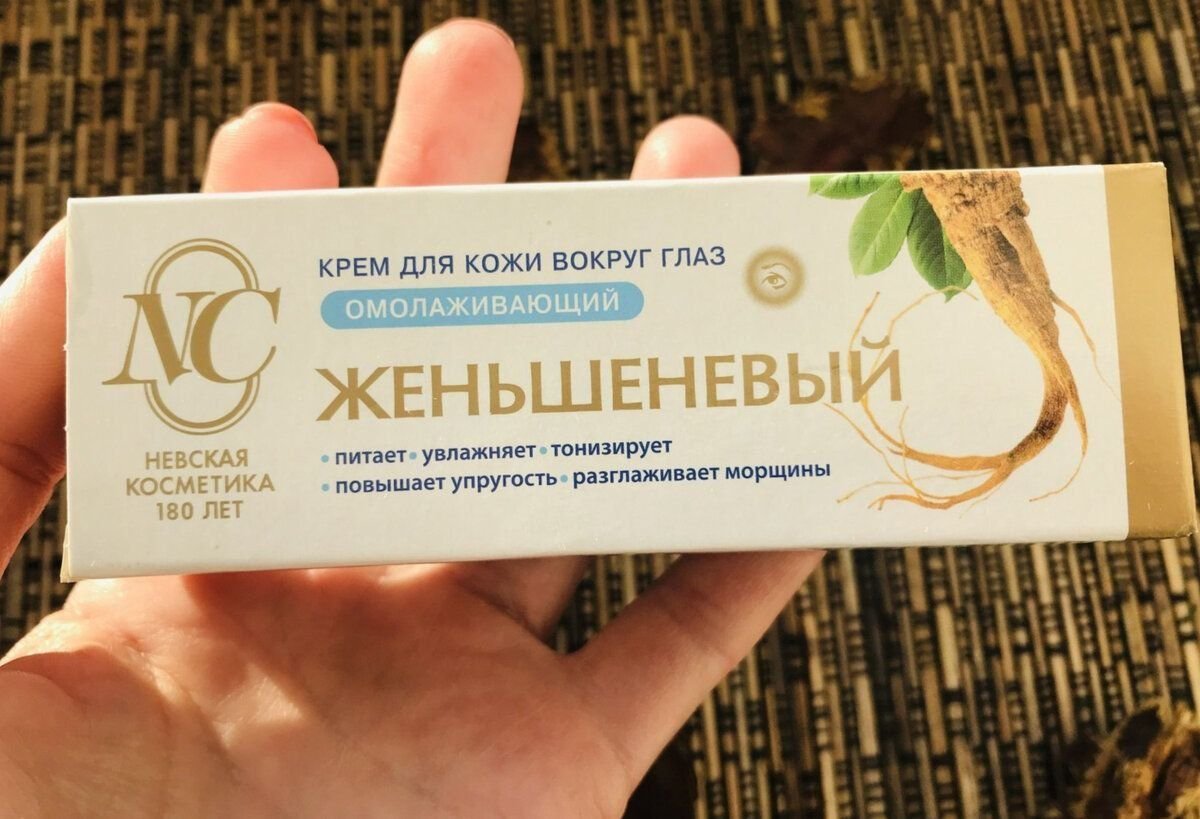 NC
НЕВСКАЯ
КОСМЕТИКА
180 ЛЕТ
КРЕМ ДЛЯ КОЖИ ВОКРУГ ГЛАЗ
ОМОЛАЖИВАЮЩИЙ
ЖЕНЬШЕНЕВЫЙ
• питает • увлажняет • тонизирует
• повышает упругость • разглаживает морщины